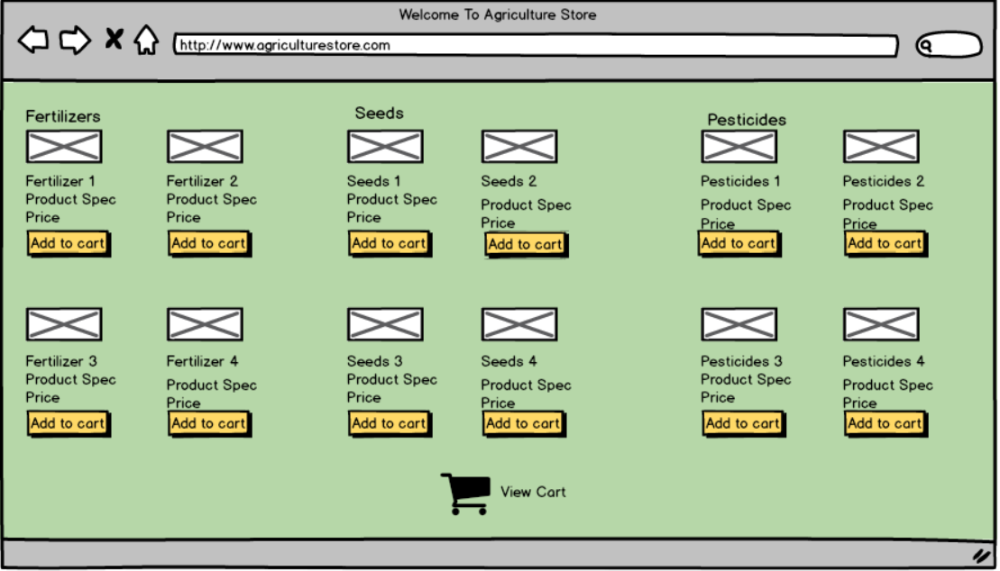 Welcome To Agriculture Store
http://www.agriculturestore.com
Fertilizers
Seeds
Pesticides
Fertilizer 1
Product Spec
Price
Add to cart
Fertilizer 2
Product Spec
Price
Add to cart
Seeds 1
Product Spec
Price
Add to cart
Seeds 2
Product Spec
Price
Add to cart
Pesticides 1
Product Spec
Price
Add to cart
Pesticides 2
Product Spec
Price
Add to cart
Fertilizer 3
Product Spec
Price
Add to cart
Fertilizer 4
Product Spec
Price
Add to cart
Seeds 3
Product Spec
Price
Add to cart
Seeds 4
Product Spec
Price
Add to cart
Pesticides 3
Product Spec
Price
Add to cart
Pesticides 4
Product Spec
Price
Add to cart
View Cart